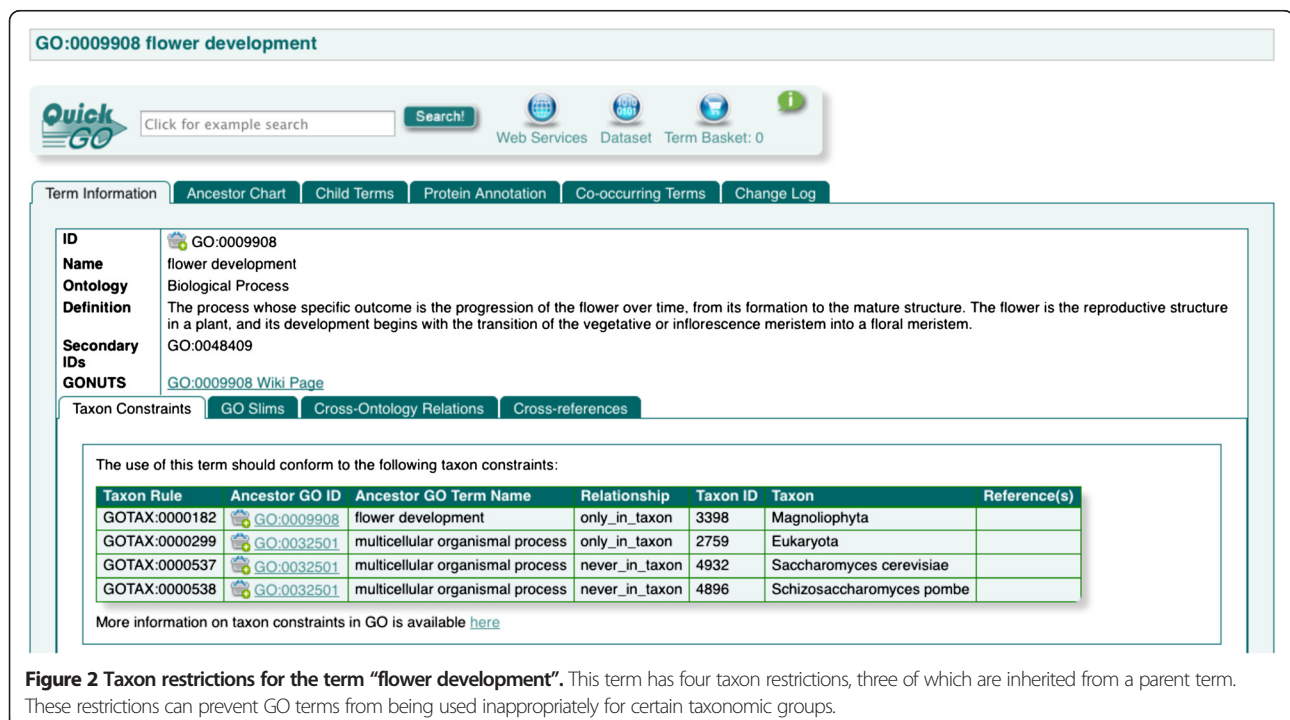 GO:0009908 flower development
Quick GO
Click for example search
Search!
Web Services Dataset Term Basket: 0
Term Information Ancestor Chart Child Terms Protein Annotation Co-occurring Terms Change Log
ID GO:0009908
Name flower development
Ontology Biological Process
Definition The process whose specific outcome is the progression of the flower over time, from its formation to the mature structure. The flower is the reproductive structure
in a plant, and its development begins with the transition of the vegetative or inflorescence meristem into a floral meristem.
Secondary GO:0048409
IDs
GONUTS GO:0009908 Wiki Page
Taxon Constraints GO Slims Cross-Ontology Relations Cross-references
The use of this term should conform to the following taxon constraints:
Taxon Rule Ancestor GO ID Ancestor GO Term Name Relationship Taxon ID Taxon Reference(s)
GOTAX:0000182 GO:0009908 flower development only_in_taxon 3398 Magnoliophyta
GOTAX:0000299 GO:0032501 multicellular organismal process only_in_taxon 2759 Eukaryota
GOTAX:0000537 GO:0032501 multicellular organismal process never_in_taxon 4932 Saccharomyces cerevisiae
GOTAX:0000538 GO:0032501 multicellular organismal process never_in_taxon 4896 Schizosaccharomyces pombe
More information on taxon constraints in GO is available here
Figure 2 Taxon restrictions for the term “flower development”. This term has four taxon restrictions, three of which are inherited from a parent term.
These restrictions can prevent GO terms from being used inappropriately for certain taxonomic groups.